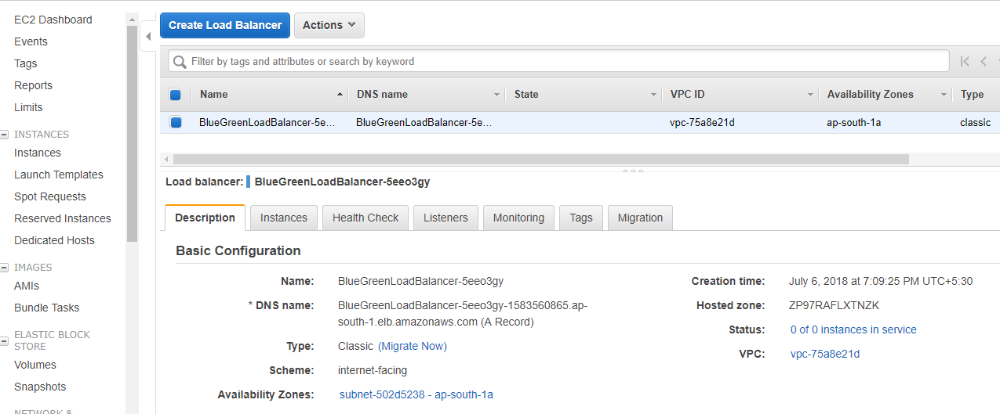 EC2 Dashboard
Events
Tags
Reports
Limits
INSTANCES
Instances
Launch Templates
Spot Requests
Reserved Instances
Dedicated Hosts
IMAGES
AMIs
Bundle Tasks
ELASTIC BLOCK
STORE
Volumes
Snapshots
NETWORK &
Create Load Balancer Actions
Filter by tags and attributes or search by keyword
Name DNS name State VPC ID Availability Zones Type
BlueGreenLoadBalancer-5e... BlueGreenLoadBalancer-5e... vpc-75a8e21d ap-south-1a classic
Load balancer: BlueGreenLoadBalancer-5eeo3gy
Description Instances Health Check Listeners Monitoring Tags Migration
Basic Configuration
Name: BlueGreenLoadBalancer-5eeo3gy
* DNS name: BlueGreenLoadBalancer-5eeo3gy-1583560865.ap-
south-1.elb.amazonaws.com (A Record)
Type: Classic (Migrate Now)
Scheme: internet-facing
Availability Zones: subnet-502d5238 - ap-south-1a
Creation time: July 6, 2018 at 7:09:25 PM UTC+5:30
Hosted zone: ZP97RAFLXTNZK
Status: 0 of 0 instances in service
VPC: vpc-75a8e21d